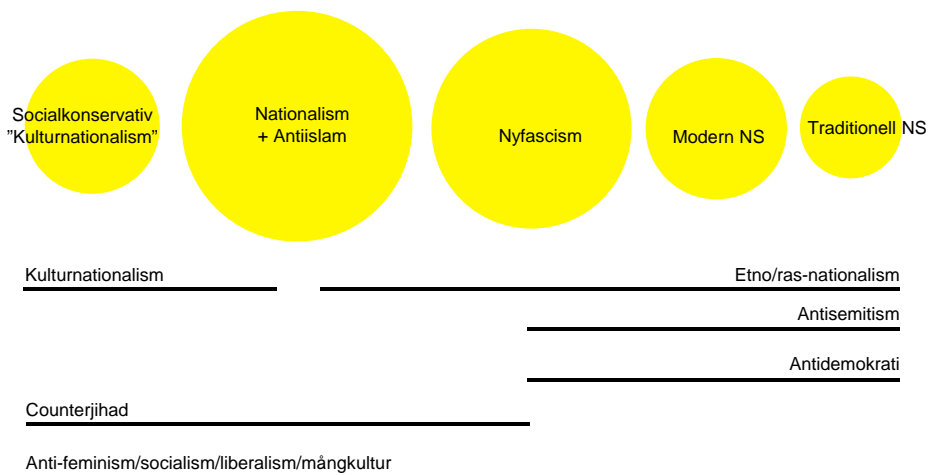 Socialkonservativ
”Kulturnationalism”
Nationalism
+ Antiislam
Nyfascism
Modern NS
Traditionell NS
Kulturnationalism
Etno/ras-nationalism
Antisemitism
Antidemokrati
Counterjihad
Anti-feminism/socialism/liberalism/mångkultur